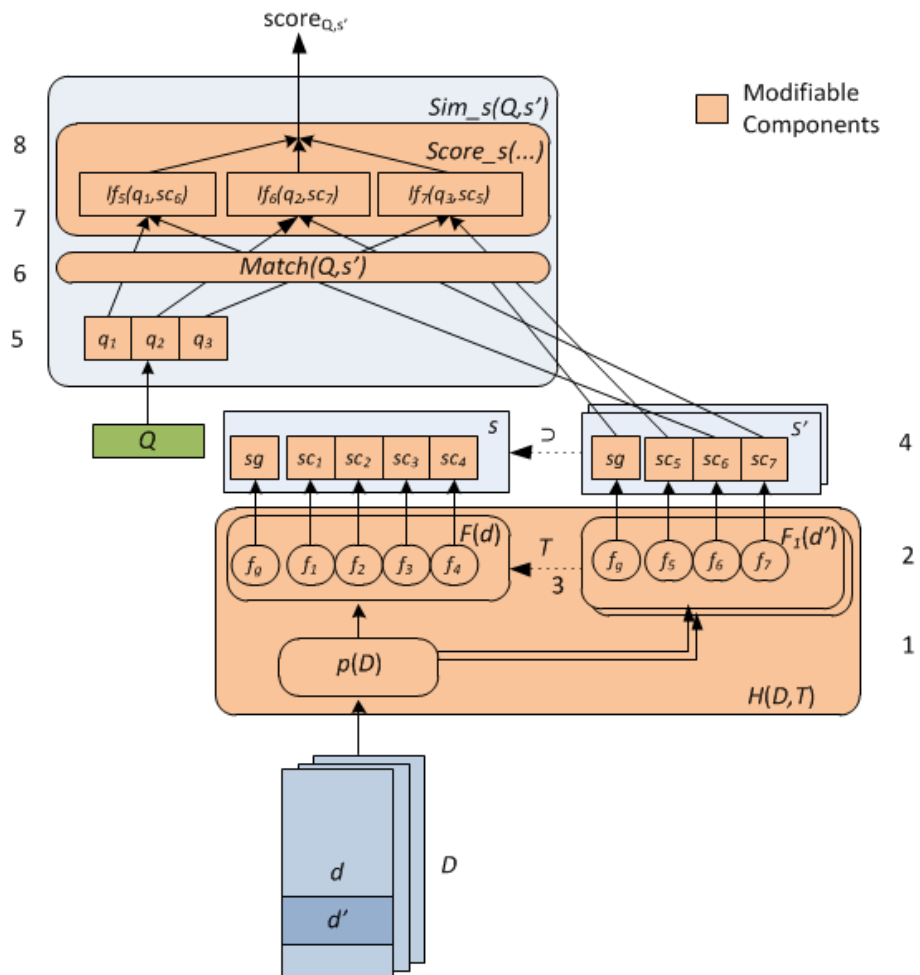 score_{Q,s'}
Sim_s(Q,s')
Modifiable
Components
8
Score_s(...)
lf₅(q₁,sc₆) lf₆(q₂,sc₇) lf₇(q₃,sc₅)
7
6
Match(Q,s')
5
q₁ q₂ q₃
Q
s
⊃
S'
4
sg sc₁ sc₂ sc₃ sc₄
sg sc₅ sc₆ sc₇
F(d)
T
F₁(d')
f_g f₁ f₂ f₃ f₄
3
f_g f₅ f₆ f₇
2
1
p(D)
H(D,T)
d
D
d'